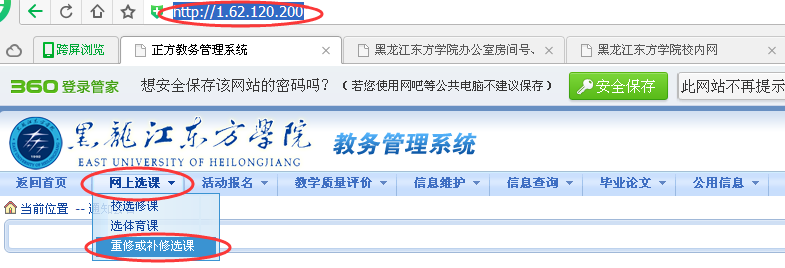 http://1.62.120.200
跨屏浏览 正方教务管理系统 黑龙江东方学院办公室房间号、 黑龙江东方学院校内网
360登录管家 想安全保存该网站的密码吗？（若您使用网吧等公共电脑不建议保存） 安全保存 此网站不再提示
黑龍江东方學院 教务管理系统
EAST UNIVERSITY OF HEILONGJIANG
返回首页 网上选课 活动报名 教学质量评价 信息维护 信息查询 毕业论文 公用信息
当前位置 -- 通知
校选修课
选体育课
重修或补修选课